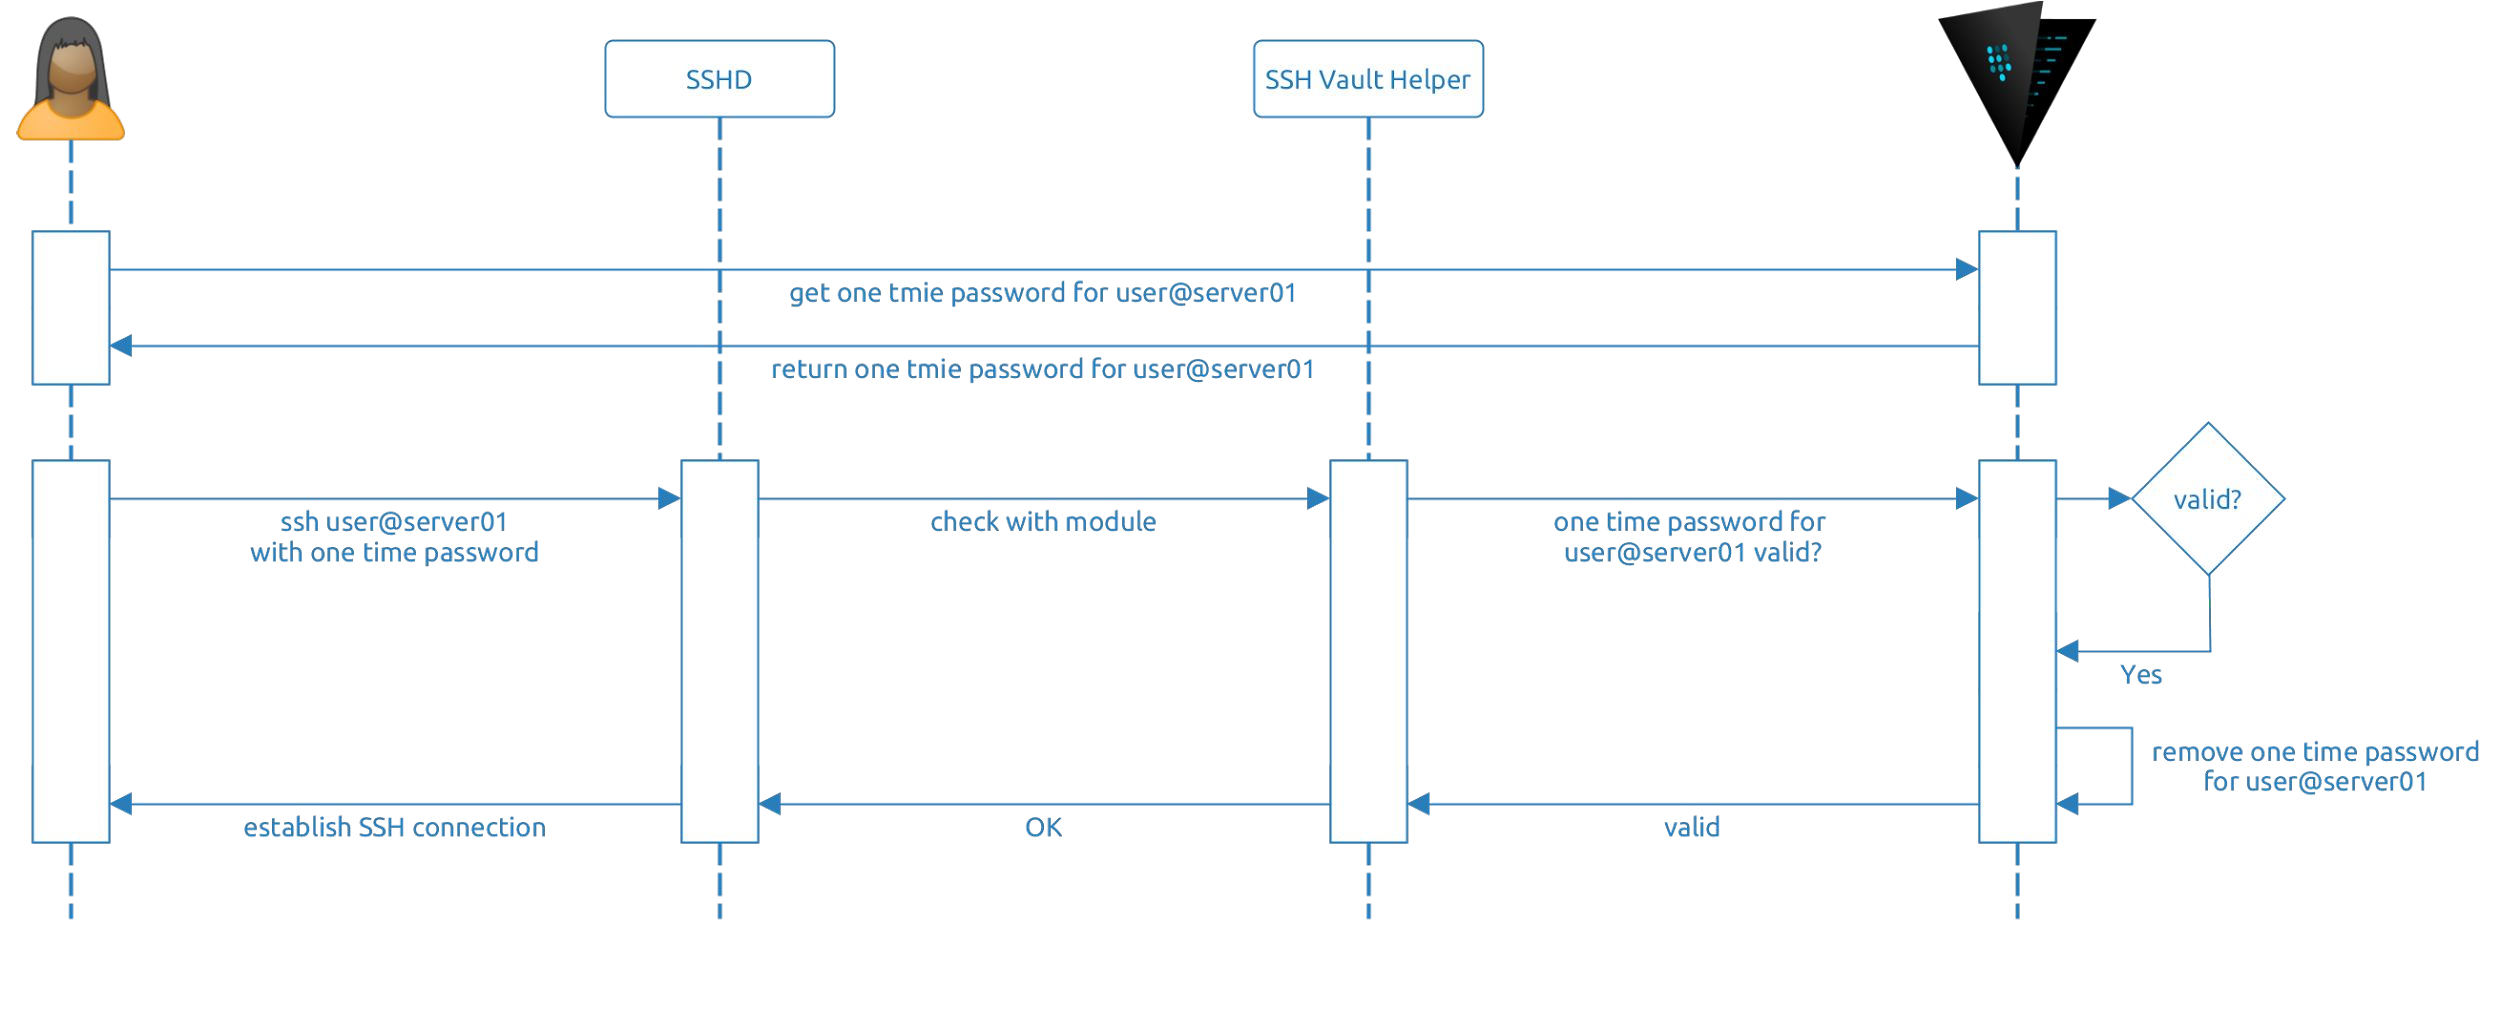 SSHD
SSH Vault Helper
get one tmie password for user@server01
return one tmie password for user@server01
ssh user@server01
with one time password
check with module
one time password for
user@server01 valid?
valid?
Yes
remove one time password
for user@server01
establish SSH connection
OK
valid